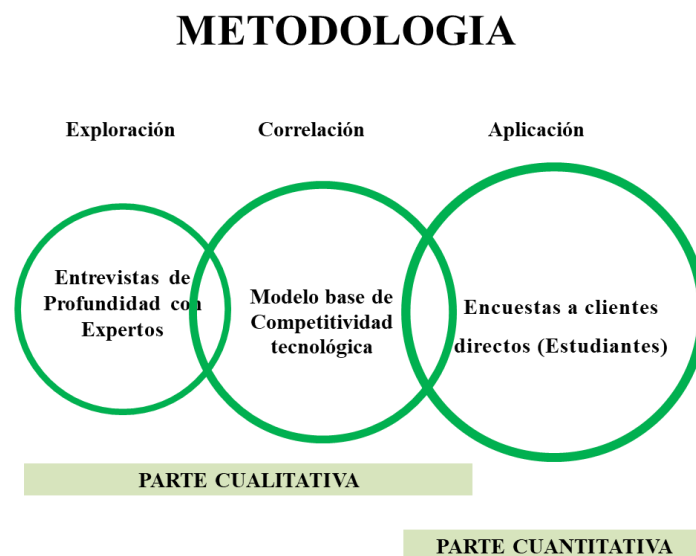 METODOLOGIA
Exploración
Correlación
Aplicación
Entrevistas de
Profundidad con
Expertos
Modelo base de
Competitividad
tecnológica
Encuestas a clientes
directos (Estudiantes)
PARTE CUALITATIVA
PARTE CUANTITATIVA